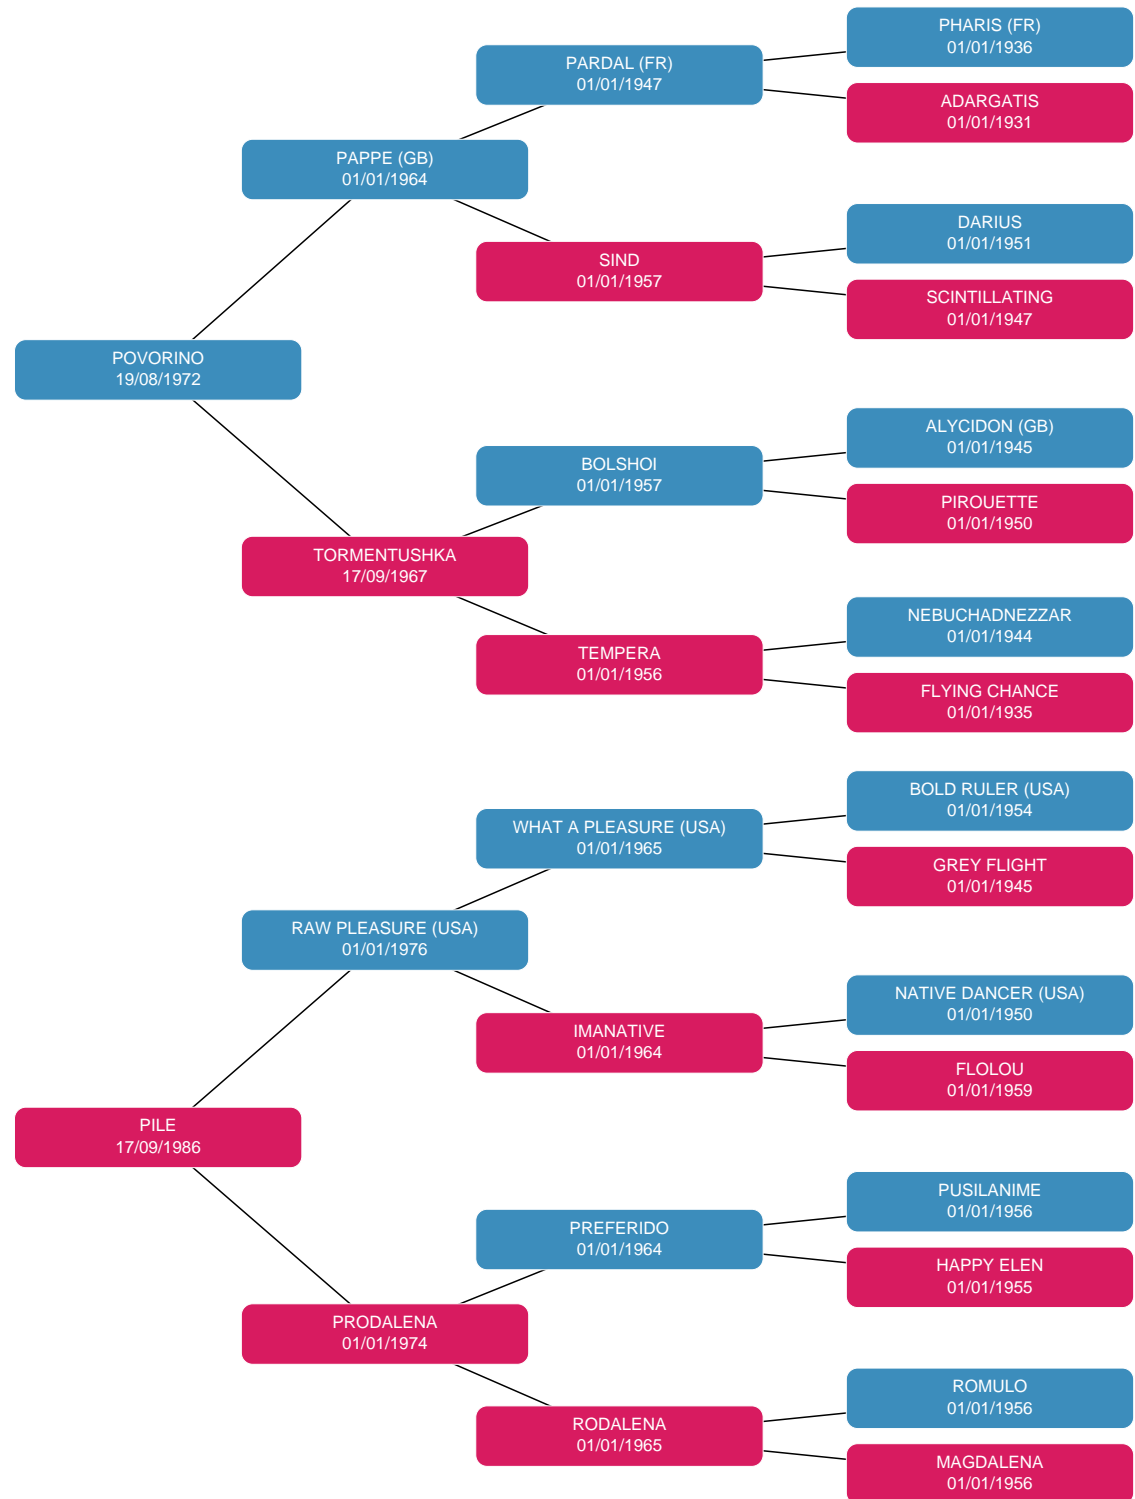 PHARIS (FR)
01/01/1936
PARDAL (FR)
01/01/1947
ADARGATIS
01/01/1931
PAPPE (GB)
01/01/1964
DARIUS
01/01/1951
SIND
01/01/1957
SCINTILLATING
01/01/1947
POVORINO
19/08/1972
ALYCIDON (GB)
01/01/1945
BOLSHOI
01/01/1957
PIROUETTE
01/01/1950
TORMENTUSHKA
17/09/1967
NEBUCHADNEZZAR
01/01/1944
TEMPERA
01/01/1956
FLYING CHANCE
01/01/1935
BOLD RULER (USA)
01/01/1954
WHAT A PLEASURE (USA)
01/01/1965
GREY FLIGHT
01/01/1945
RAW PLEASURE (USA)
01/01/1976
NATIVE DANCER (USA)
01/01/1950
IMANATIVE
01/01/1964
FLOLOU
01/01/1959
PILE
17/09/1986
PUSILANIME
01/01/1956
PREFERIDO
01/01/1964
HAPPY ELEN
01/01/1955
PRODALENA
01/01/1974
ROMULO
01/01/1956
RODALENA
01/01/1965
MAGDALENA
01/01/1956